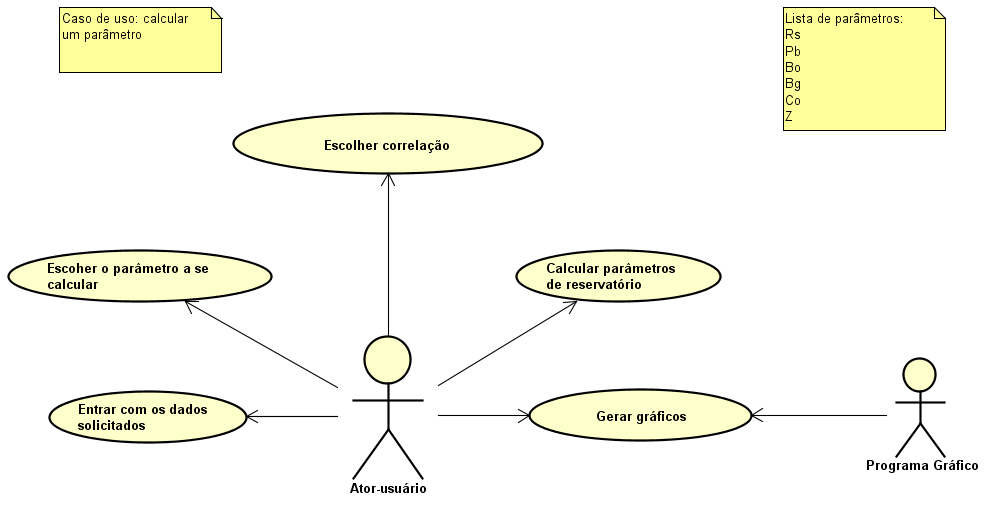 Caso de uso: calcular
um parâmetro
Lista de parâmetros:
Rs
Pb
Bo
Bg
Co
Z
Escolher correlação
Escoher o parâmetro a se
calcular
Calcular parâmetros
de reservatório
Entrar com os dados
solicitados
Gerar gráficos
Programa Gráfico
Ator-usuário